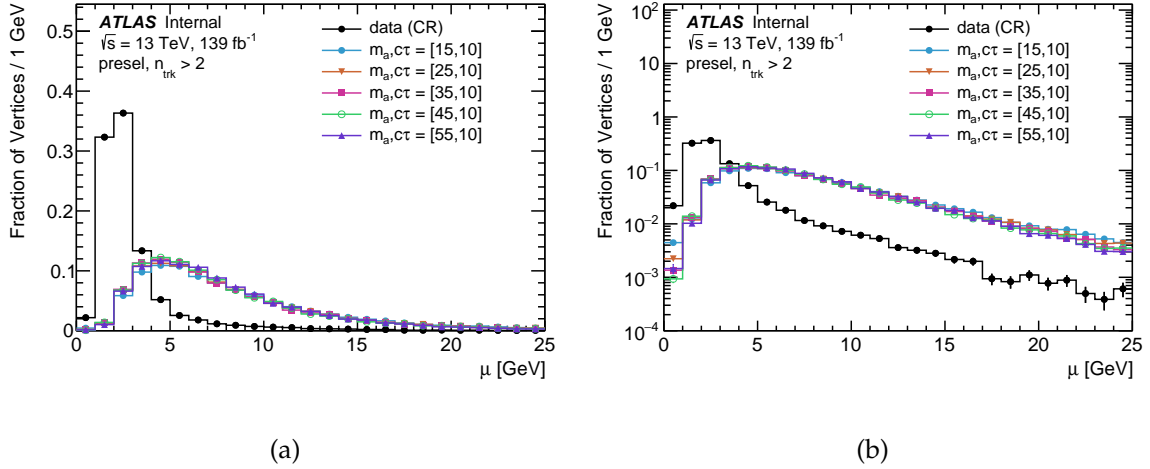 ATLAS Internal
√s = 13 TeV, 139 fb⁻¹
presel, n_trk > 2
data (CR)
m_a,cτ = [15,10]
m_a,cτ = [25,10]
m_a,cτ = [35,10]
m_a,cτ = [45,10]
m_a,cτ = [55,10]
Fraction of Vertices / 1 GeV
0.5
0.4
0.3
0.2
0.1
0
0 5 10 15 20 25
μ [GeV]
(a)
ATLAS Internal
√s = 13 TeV, 139 fb⁻¹
presel, n_trk > 2
data (CR)
m_a,cτ = [15,10]
m_a,cτ = [25,10]
m_a,cτ = [35,10]
m_a,cτ = [45,10]
m_a,cτ = [55,10]
Fraction of Vertices / 1 GeV
10²
10
1
10⁻¹
10⁻²
10⁻³
10⁻⁴
0 5 10 15 20 25
μ [GeV]
(b)